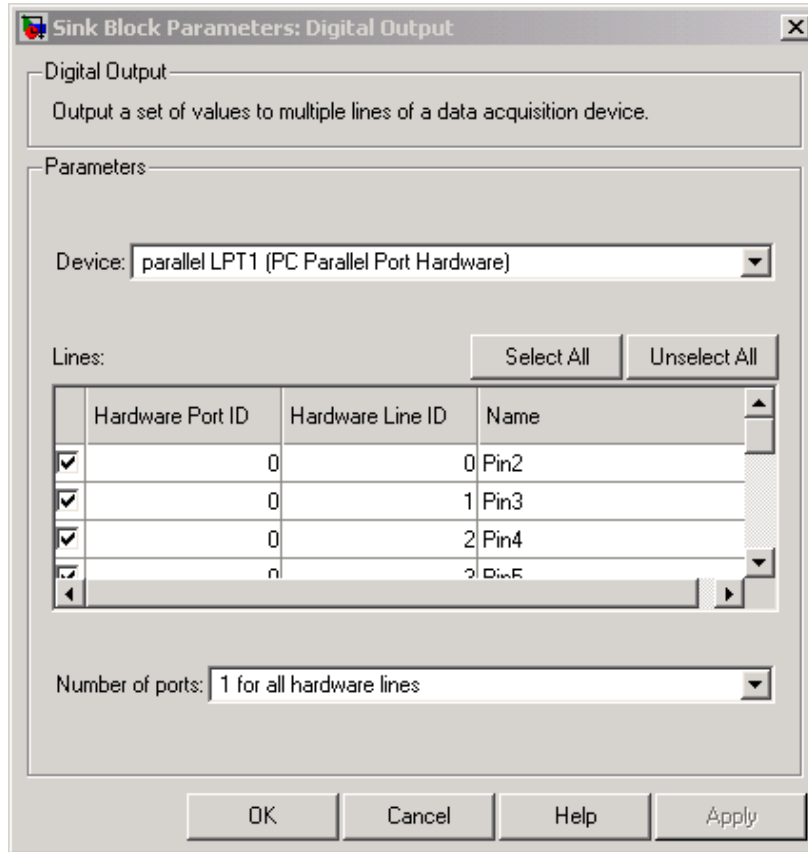 Sink Block Parameters: Digital Output
Digital Output
Output a set of values to multiple lines of a data acquisition device.
Parameters
Device: parallel LPT1 (PC Parallel Port Hardware)
Lines: Select All Unselect All
Hardware Port ID Hardware Line ID Name
0 0 Pin2
0 1 Pin3
0 2 Pin4
0 3 Pin5
Number of ports: 1 for all hardware lines
OK Cancel Help Apply